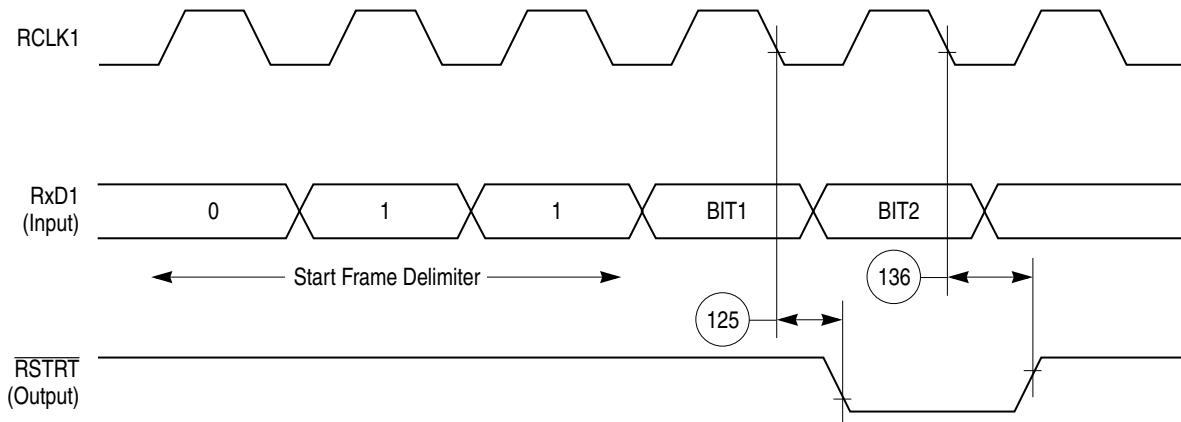 RCLK1
RxD1
(Input)
0
1
1
BIT1
BIT2
Start Frame Delimiter
136
125
RSTRT
(Output)